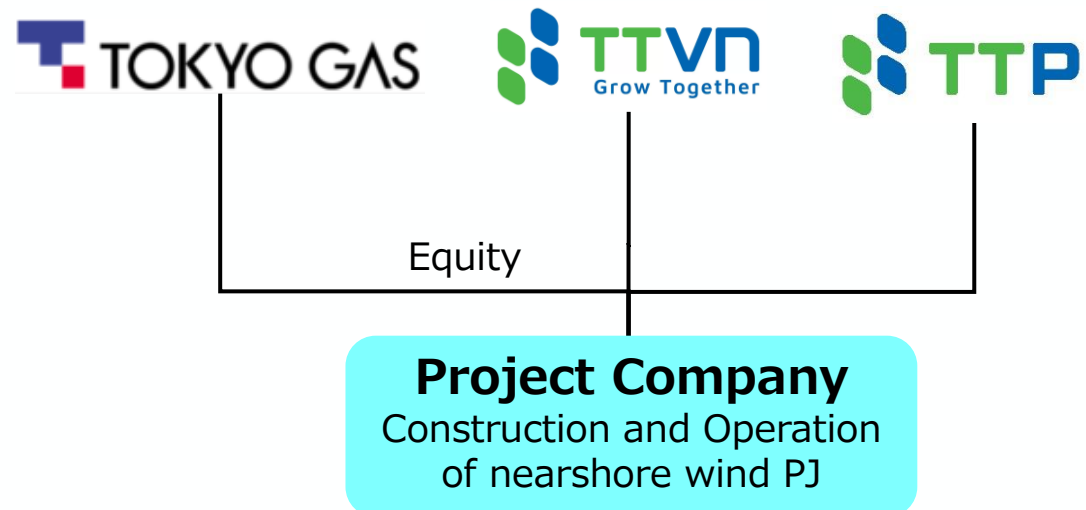 TOKYO GAS
TTVN
Grow Together
TTP
Equity
Project Company
Construction and Operation
of nearshore wind PJ